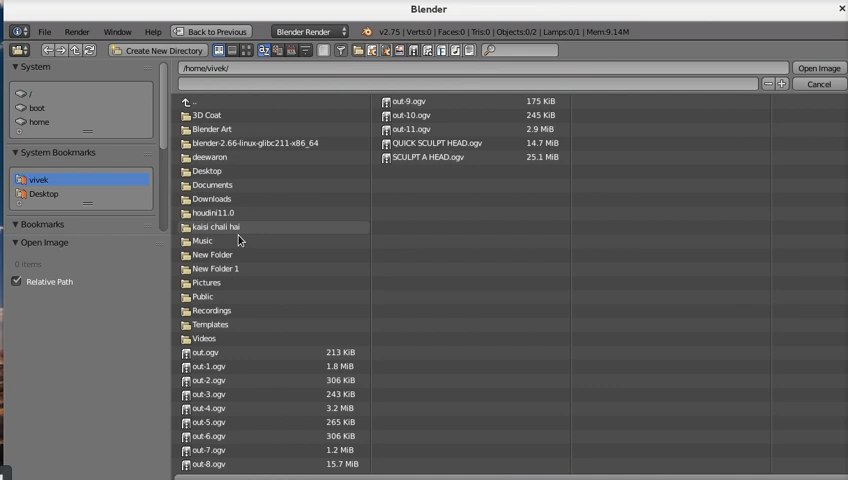 Blender
File Render Window Help Back to Previous Blender Render v2.75 | Verts:0 | Faces:0 | Tris:0 | Objects:0/2 | Lamps:0/1 | Mem:9.14M
Create New Directory
System
/
boot
home
System Bookmarks
vivek
Desktop
Bookmarks
Open Image
0 items
Relative Path
/home/vivek/
Open Image
Cancel
..
3D Coat
Blender Art
blender-2.66-linux-glibc211-x86_64
deewaron
Desktop
Documents
Downloads
houdini11.0
kaisi chali hai
Music
New Folder
New Folder 1
Pictures
Public
Recordings
Templates
Videos
out.ogv 213 KiB
out-1.ogv 1.8 MiB
out-2.ogv 306 KiB
out-3.ogv 243 KiB
out-4.ogv 3.2 MiB
out-5.ogv 265 KiB
out-6.ogv 306 KiB
out-7.ogv 1.2 MiB
out-8.ogv 15.7 MiB
out-9.ogv 175 KiB
out-10.ogv 245 KiB
out-11.ogv 2.9 MiB
QUICK SCULPT HEAD.ogv 14.7 MiB
SCULPT A HEAD.ogv 25.1 MiB